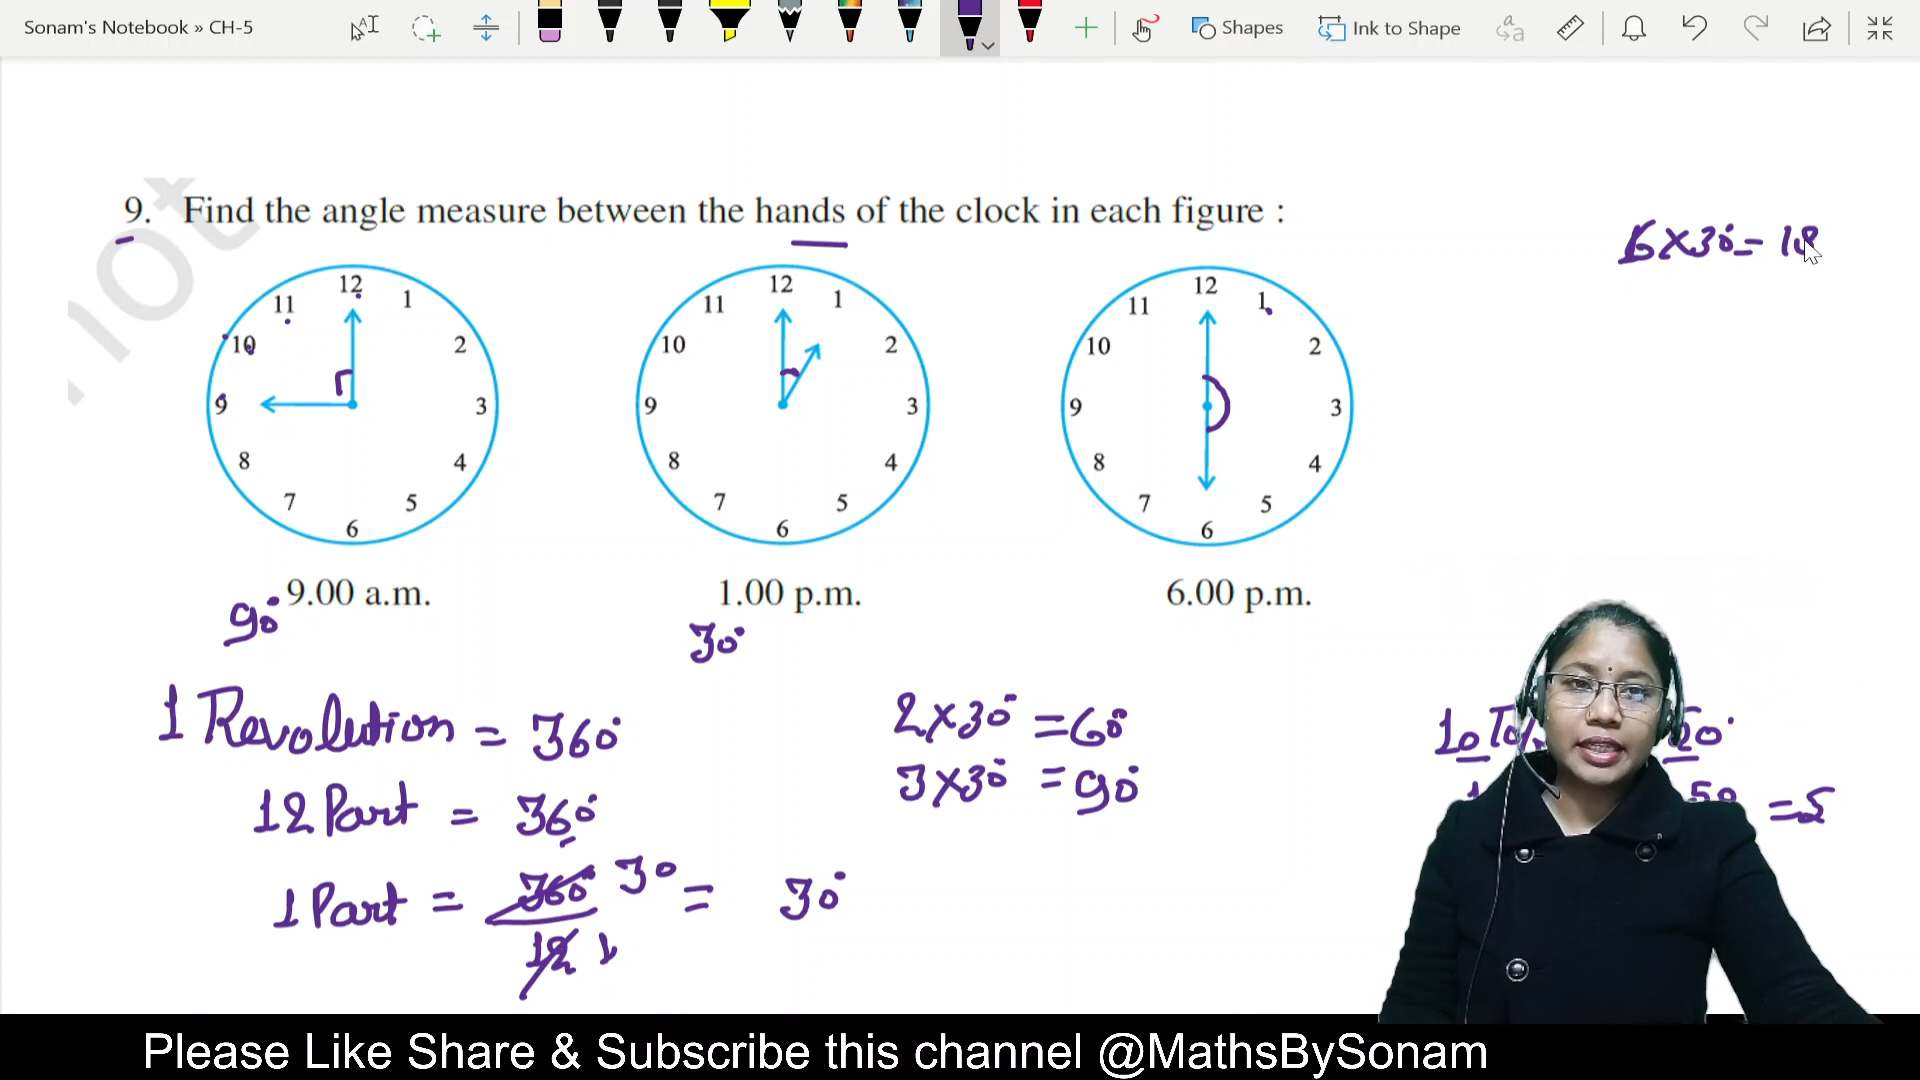 Sonam's Notebook » CH-5
Shapes
Ink to Shape
not
9. Find the angle measure between the hands of the clock in each figure :
6×30°= 18
12 1 2 3 4 5 6 7 8 9 10 11
12 1 2 3 4 5 6 7 8 9 10 11
12 1 2 3 4 5 6 7 8 9 10 11
9.00 a.m.
1.00 p.m.
6.00 p.m.
90°
30°
1 Revolution = 360°
2×30° =60°
10
12 Part = 360°
3×30° =90°
=5
1 Part = 360° 30 = 30°
12 1
Please Like Share & Subscribe this channel @MathsBySonam